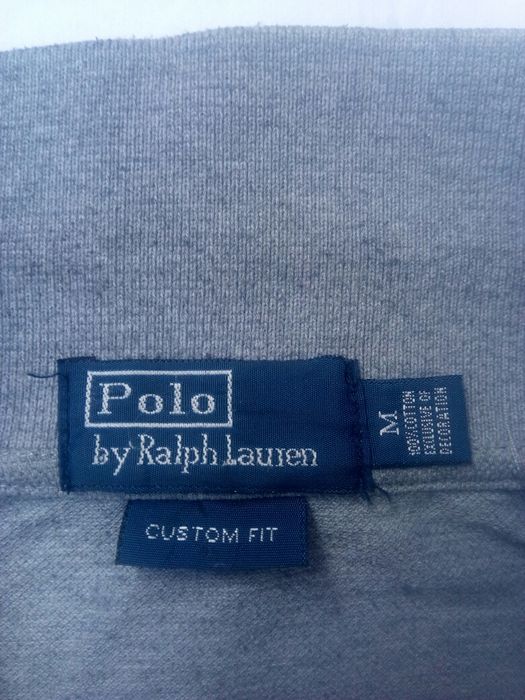 Polo
by Ralph Lauren
M
100% COTTON
EXCLUSIVE OF
DECORATION
CUSTOM FIT